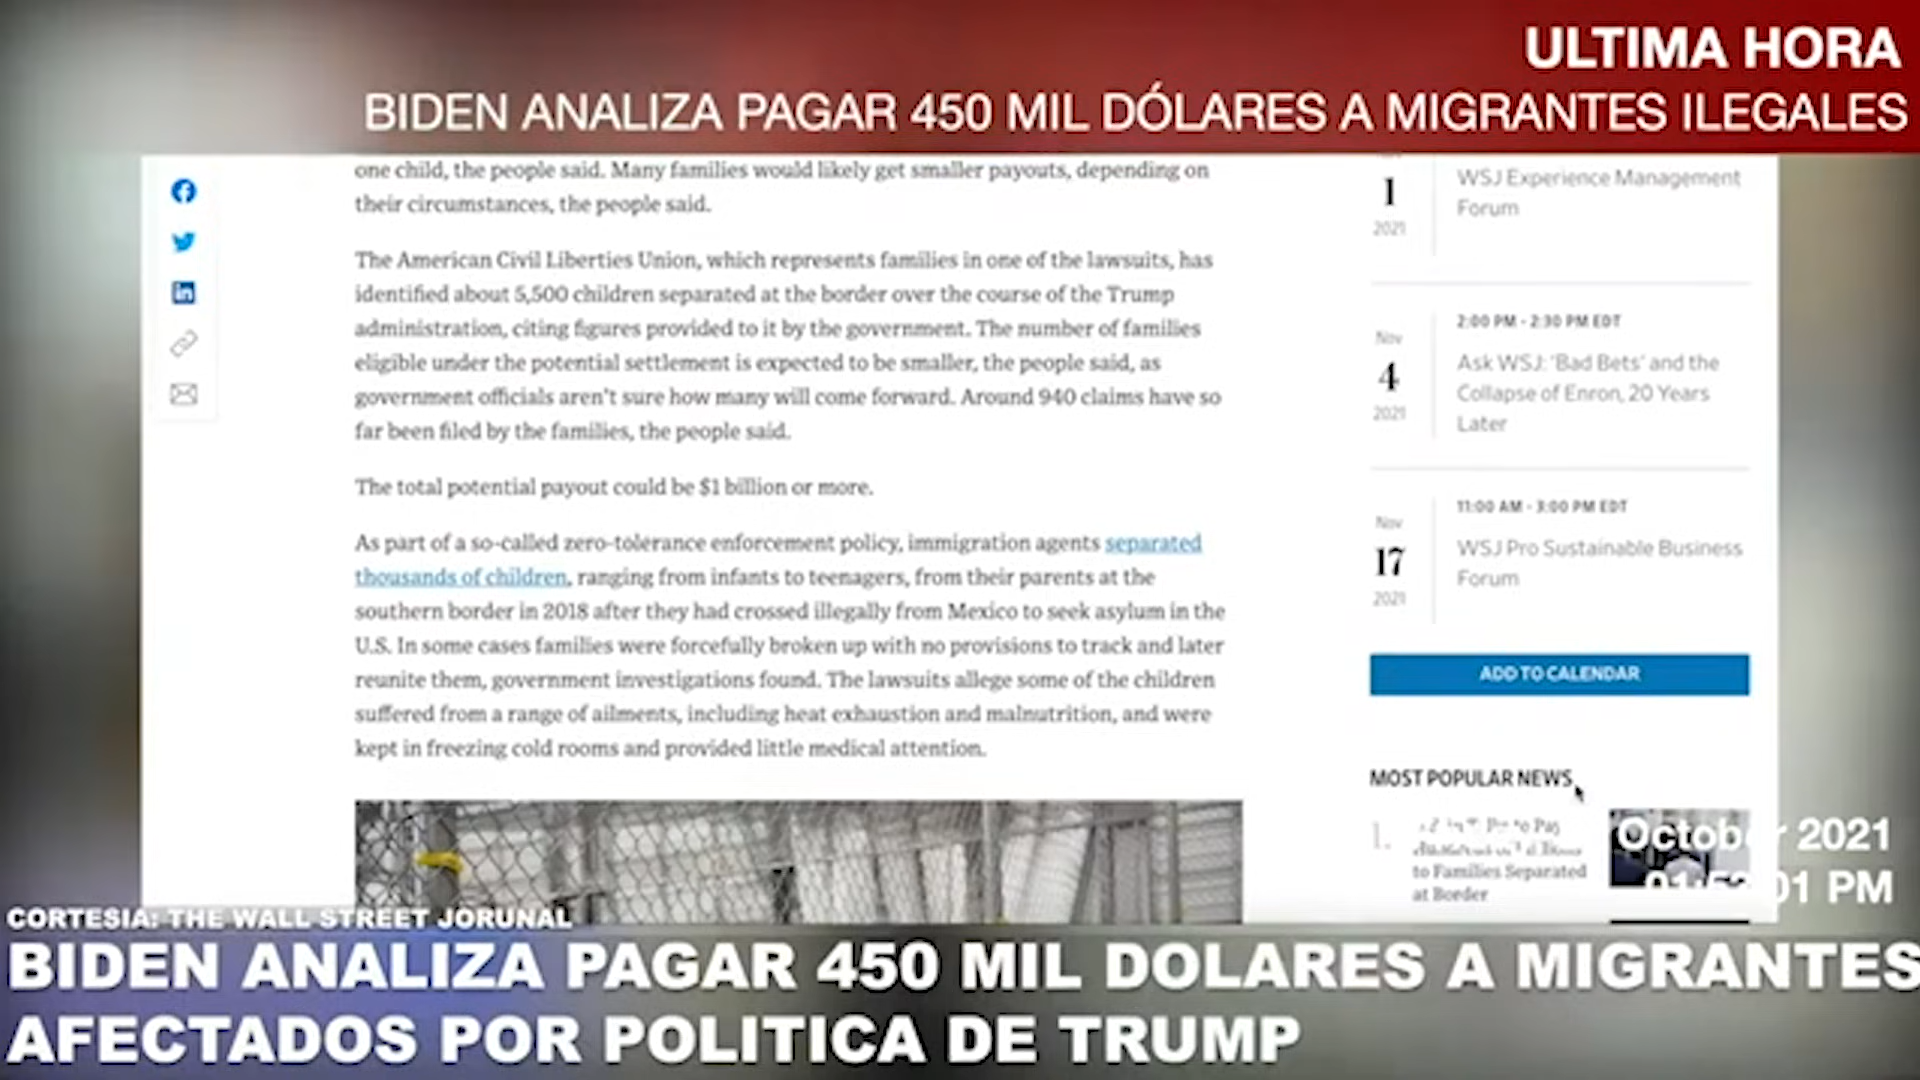 ULTIMA HORA
BIDEN ANALIZA PAGAR 450 MIL DÓLARES A MIGRANTES ILEGALES
one child, the people said. Many families would likely get smaller payouts, depending on
their circumstances, the people said.
The American Civil Liberties Union, which represents families in one of the lawsuits, has
identified about 5,500 children separated at the border over the course of the Trump
administration, citing figures provided to it by the government. The number of families
eligible under the potential settlement is expected to be smaller, the people said, as
government officials aren't sure how many will come forward. Around 940 claims have so
far been filed by the families, the people said.
The total potential payout could be $1 billion or more.
As part of a so-called zero-tolerance enforcement policy, immigration agents separated
thousands of children, ranging from infants to teenagers, from their parents at the
southern border in 2018 after they had crossed illegally from Mexico to seek asylum in the
U.S. In some cases families were forcefully broken up with no provisions to track and later
reunite them, government investigations found. The lawsuits allege some of the children
suffered from a range of ailments, including heat exhaustion and malnutrition, and were
kept in freezing cold rooms and provided little medical attention.
1
2021
WSJ Experience Management
Forum
Nov
4
2021
2:00 PM - 2:30 PM EDT
Ask WSJ: 'Bad Bets' and the
Collapse of Enron, 20 Years
Later
Nov
17
2021
11:00 AM - 3:00 PM EDT
WSJ Pro Sustainable Business
Forum
ADD TO CALENDAR
MOST POPULAR NEWS
1.
to Pay
to Families Separated
at Border
October 2021
01 PM
CORTESIA: THE WALL STREET JORUNAL
BIDEN ANALIZA PAGAR 450 MIL DOLARES A MIGRANTES
AFECTADOS POR POLITICA DE TRUMP